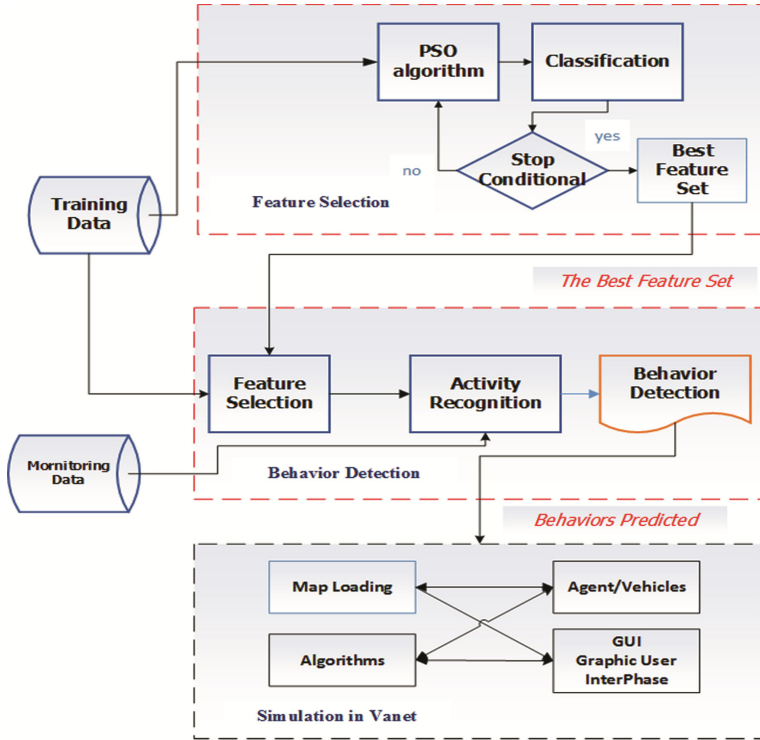 PSO
algorithm
Classification
yes
no
Stop
Conditional
Best
Feature
Set
Training
Data
Feature Selection
The Best Feature Set
Feature
Selection
Activity
Recognition
Behavior
Detection
Mornitoring
Data
Behavior Detection
Behaviors Predicted
Map Loading
Agent/Vehicles
Algorithms
GUI
Graphic User
InterPhase
Simulation in Vanet